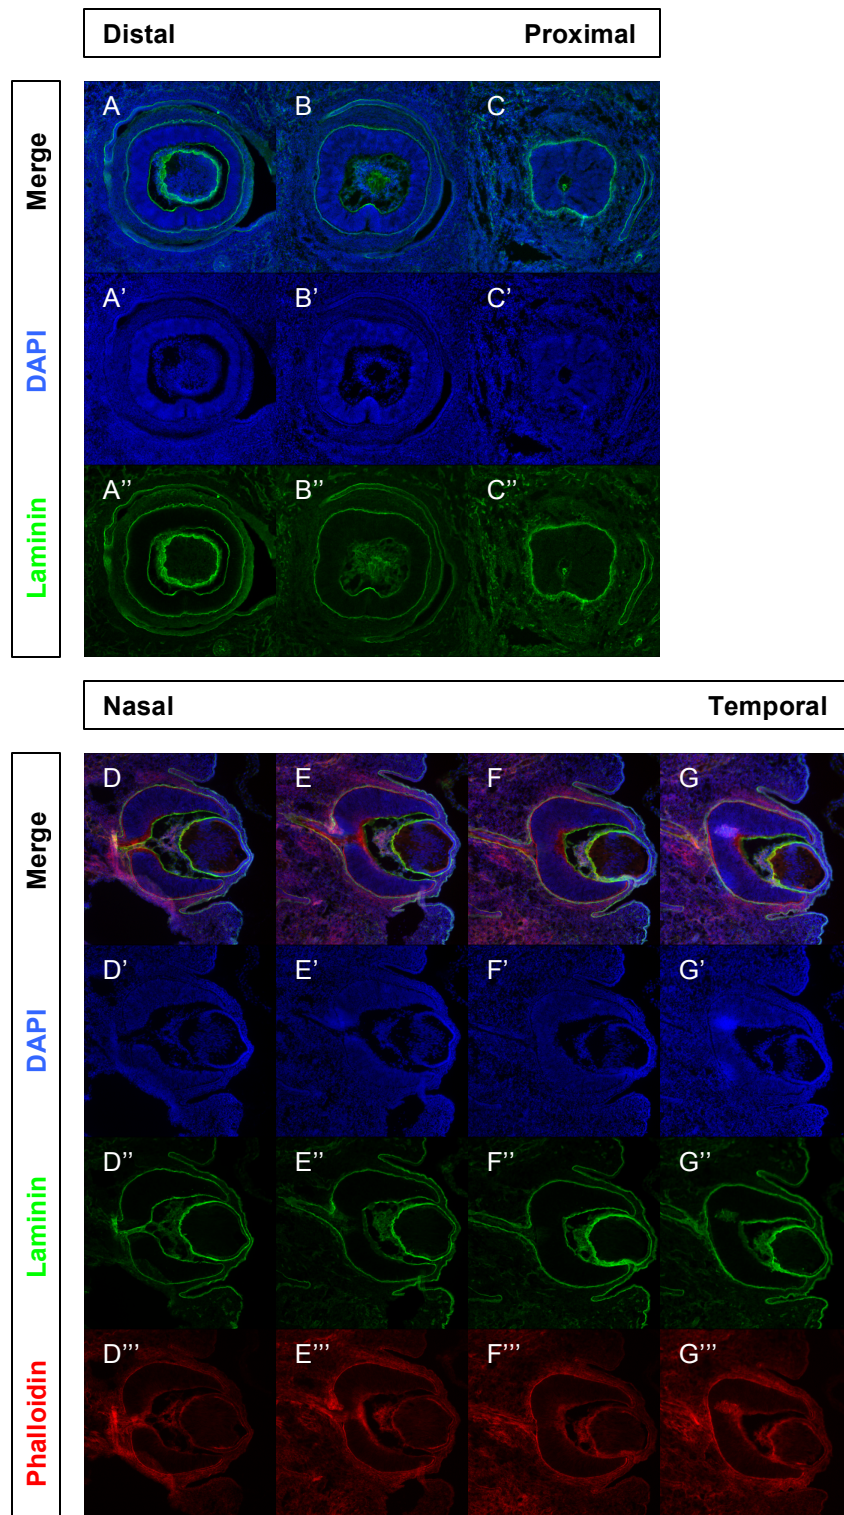 Distal Proximal
Merge
A B C
DAPI
A’ B’ C’
Laminin
A’’ B’’ C’’
Nasal Temporal
Merge
D E F G
DAPI
D’ E’ F’ G’
Laminin
D’’ E’’ F’’ G’’
Phalloidin
D’’’ E’’’ F’’’ G’’’